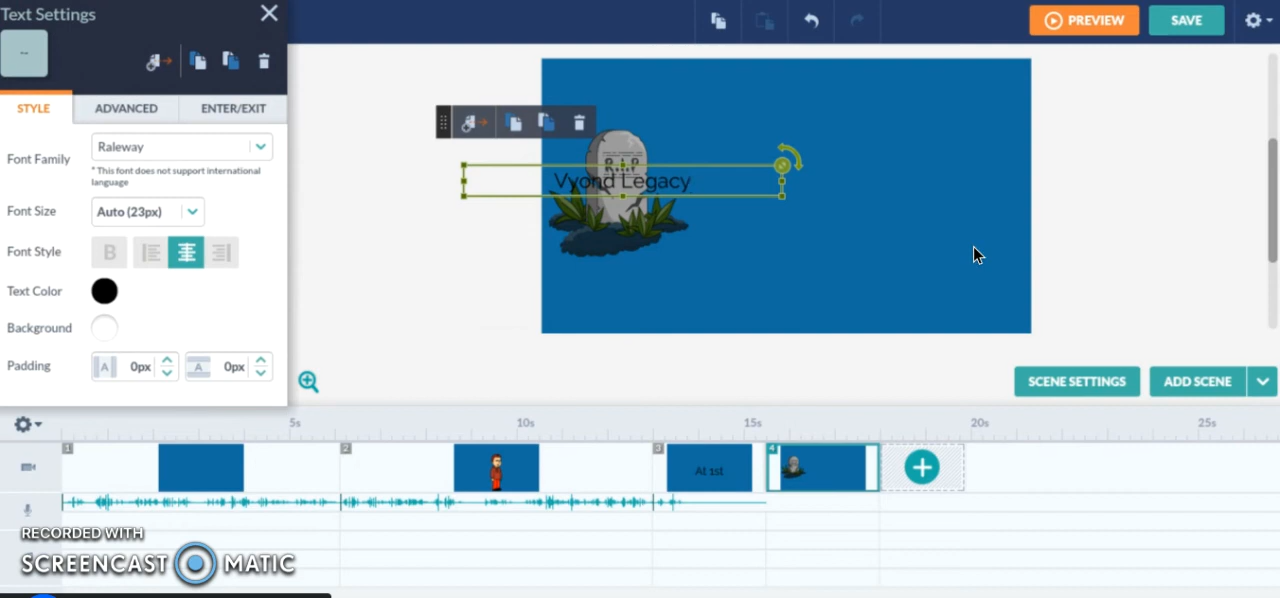 Text Settings
PREVIEW
SAVE
STYLE
ADVANCED
ENTER/EXIT
Font Family
Raleway
* This font does not support international
language
Font Size
Auto (23px)
Font Style
B
Text Color
Background
Padding
A
0px
A
0px
R.I.P
Vyond Legacy
SCENE SETTINGS
ADD SCENE
5s
10s
15s
20s
25s
1
2
3
At 1st
4
RECORDED WITH
SCREENCAST MATIC